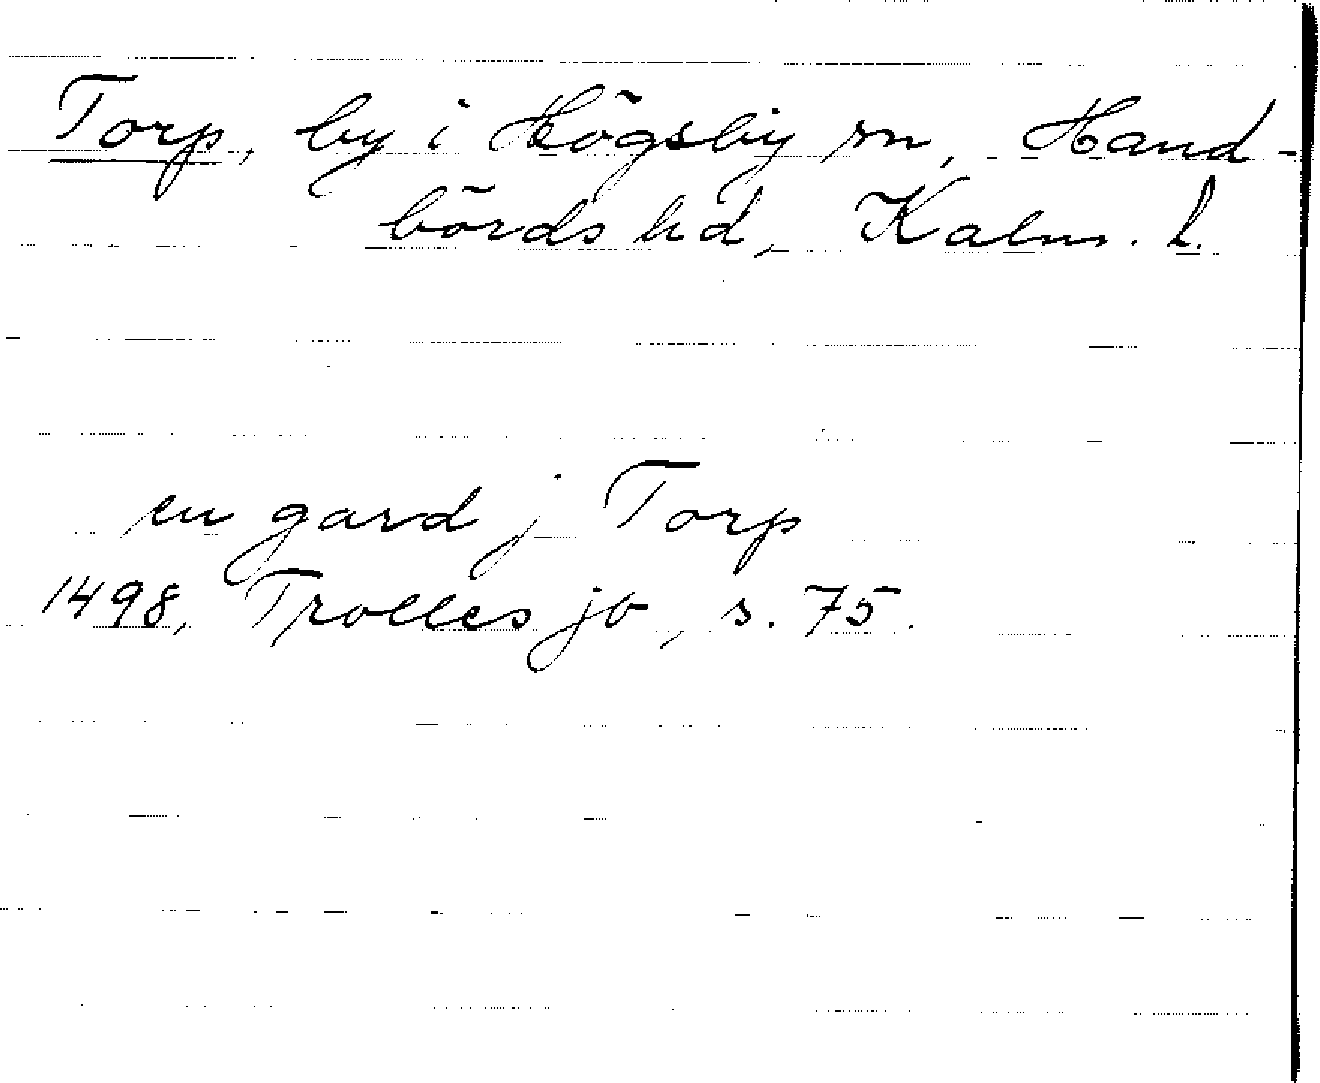 Torp, by i Högsby sn, Hand-
börds hd, Kalm. l.
en gard j Torp
1498, Trolles jb, s. 75.